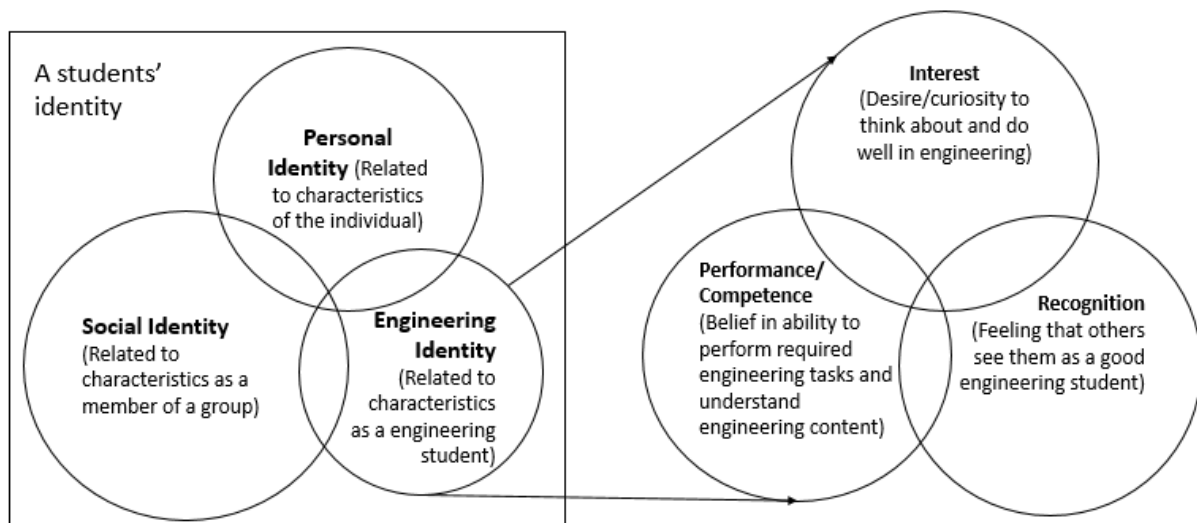 A students'
identity
Personal
Identity (Related
to characteristics
of the individual)
Social Identity
(Related to
characteristics as a
member of a group)
Engineering
Identity
(Related to
characteristics
as a engineering
student)
Interest
(Desire/curiosity to
think about and do
well in engineering)
Performance/
Competence
(Belief in ability to
perform required
engineering tasks and
understand
engineering content)
Recognition
(Feeling that others
see them as a good
engineering student)